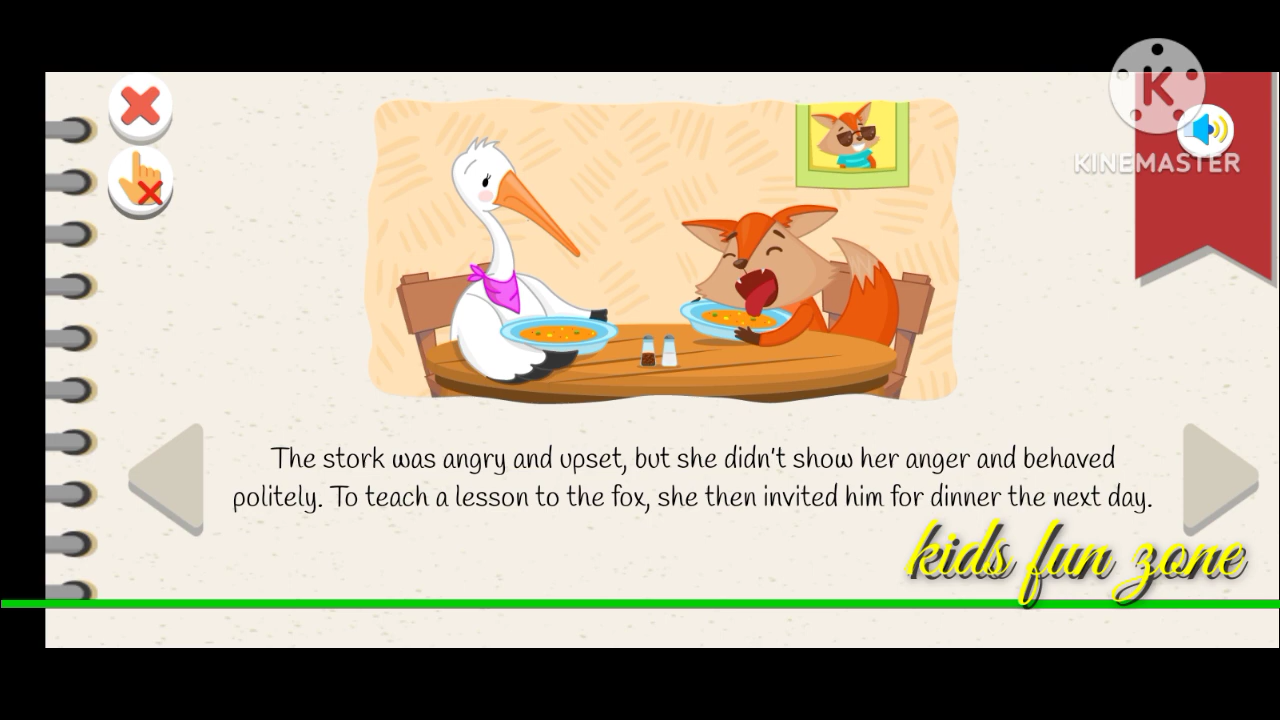 K
KINEMASTER
The stork was angry and upset, but she didn't show her anger and behaved
politely. To teach a lesson to the fox, she then invited him for dinner the next day.
kids fun zone